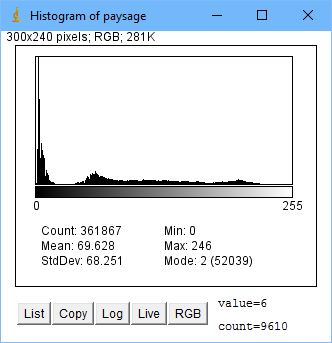 Histogram of paysage
300x240 pixels; RGB; 281K
0 255
Count: 361867 Min: 0
Mean: 69.628 Max: 246
StdDev: 68.251 Mode: 2 (52039)
List Copy Log Live RGB
value=6
count=9610